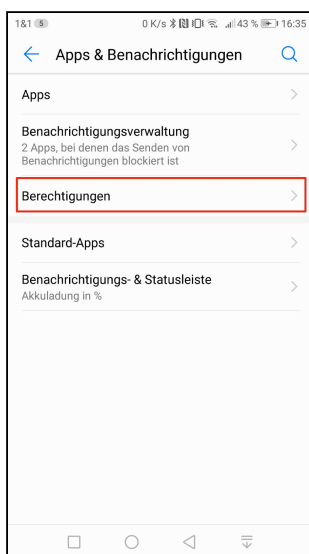 1&1 5 0 K/s 43 % 16:35
Apps & Benachrichtigungen
Apps
Benachrichtigungsverwaltung
2 Apps, bei denen das Senden von
Benachrichtigungen blockiert ist
Berechtigungen
Standard-Apps
Benachrichtigungs- & Statusleiste
Akkuladung in %